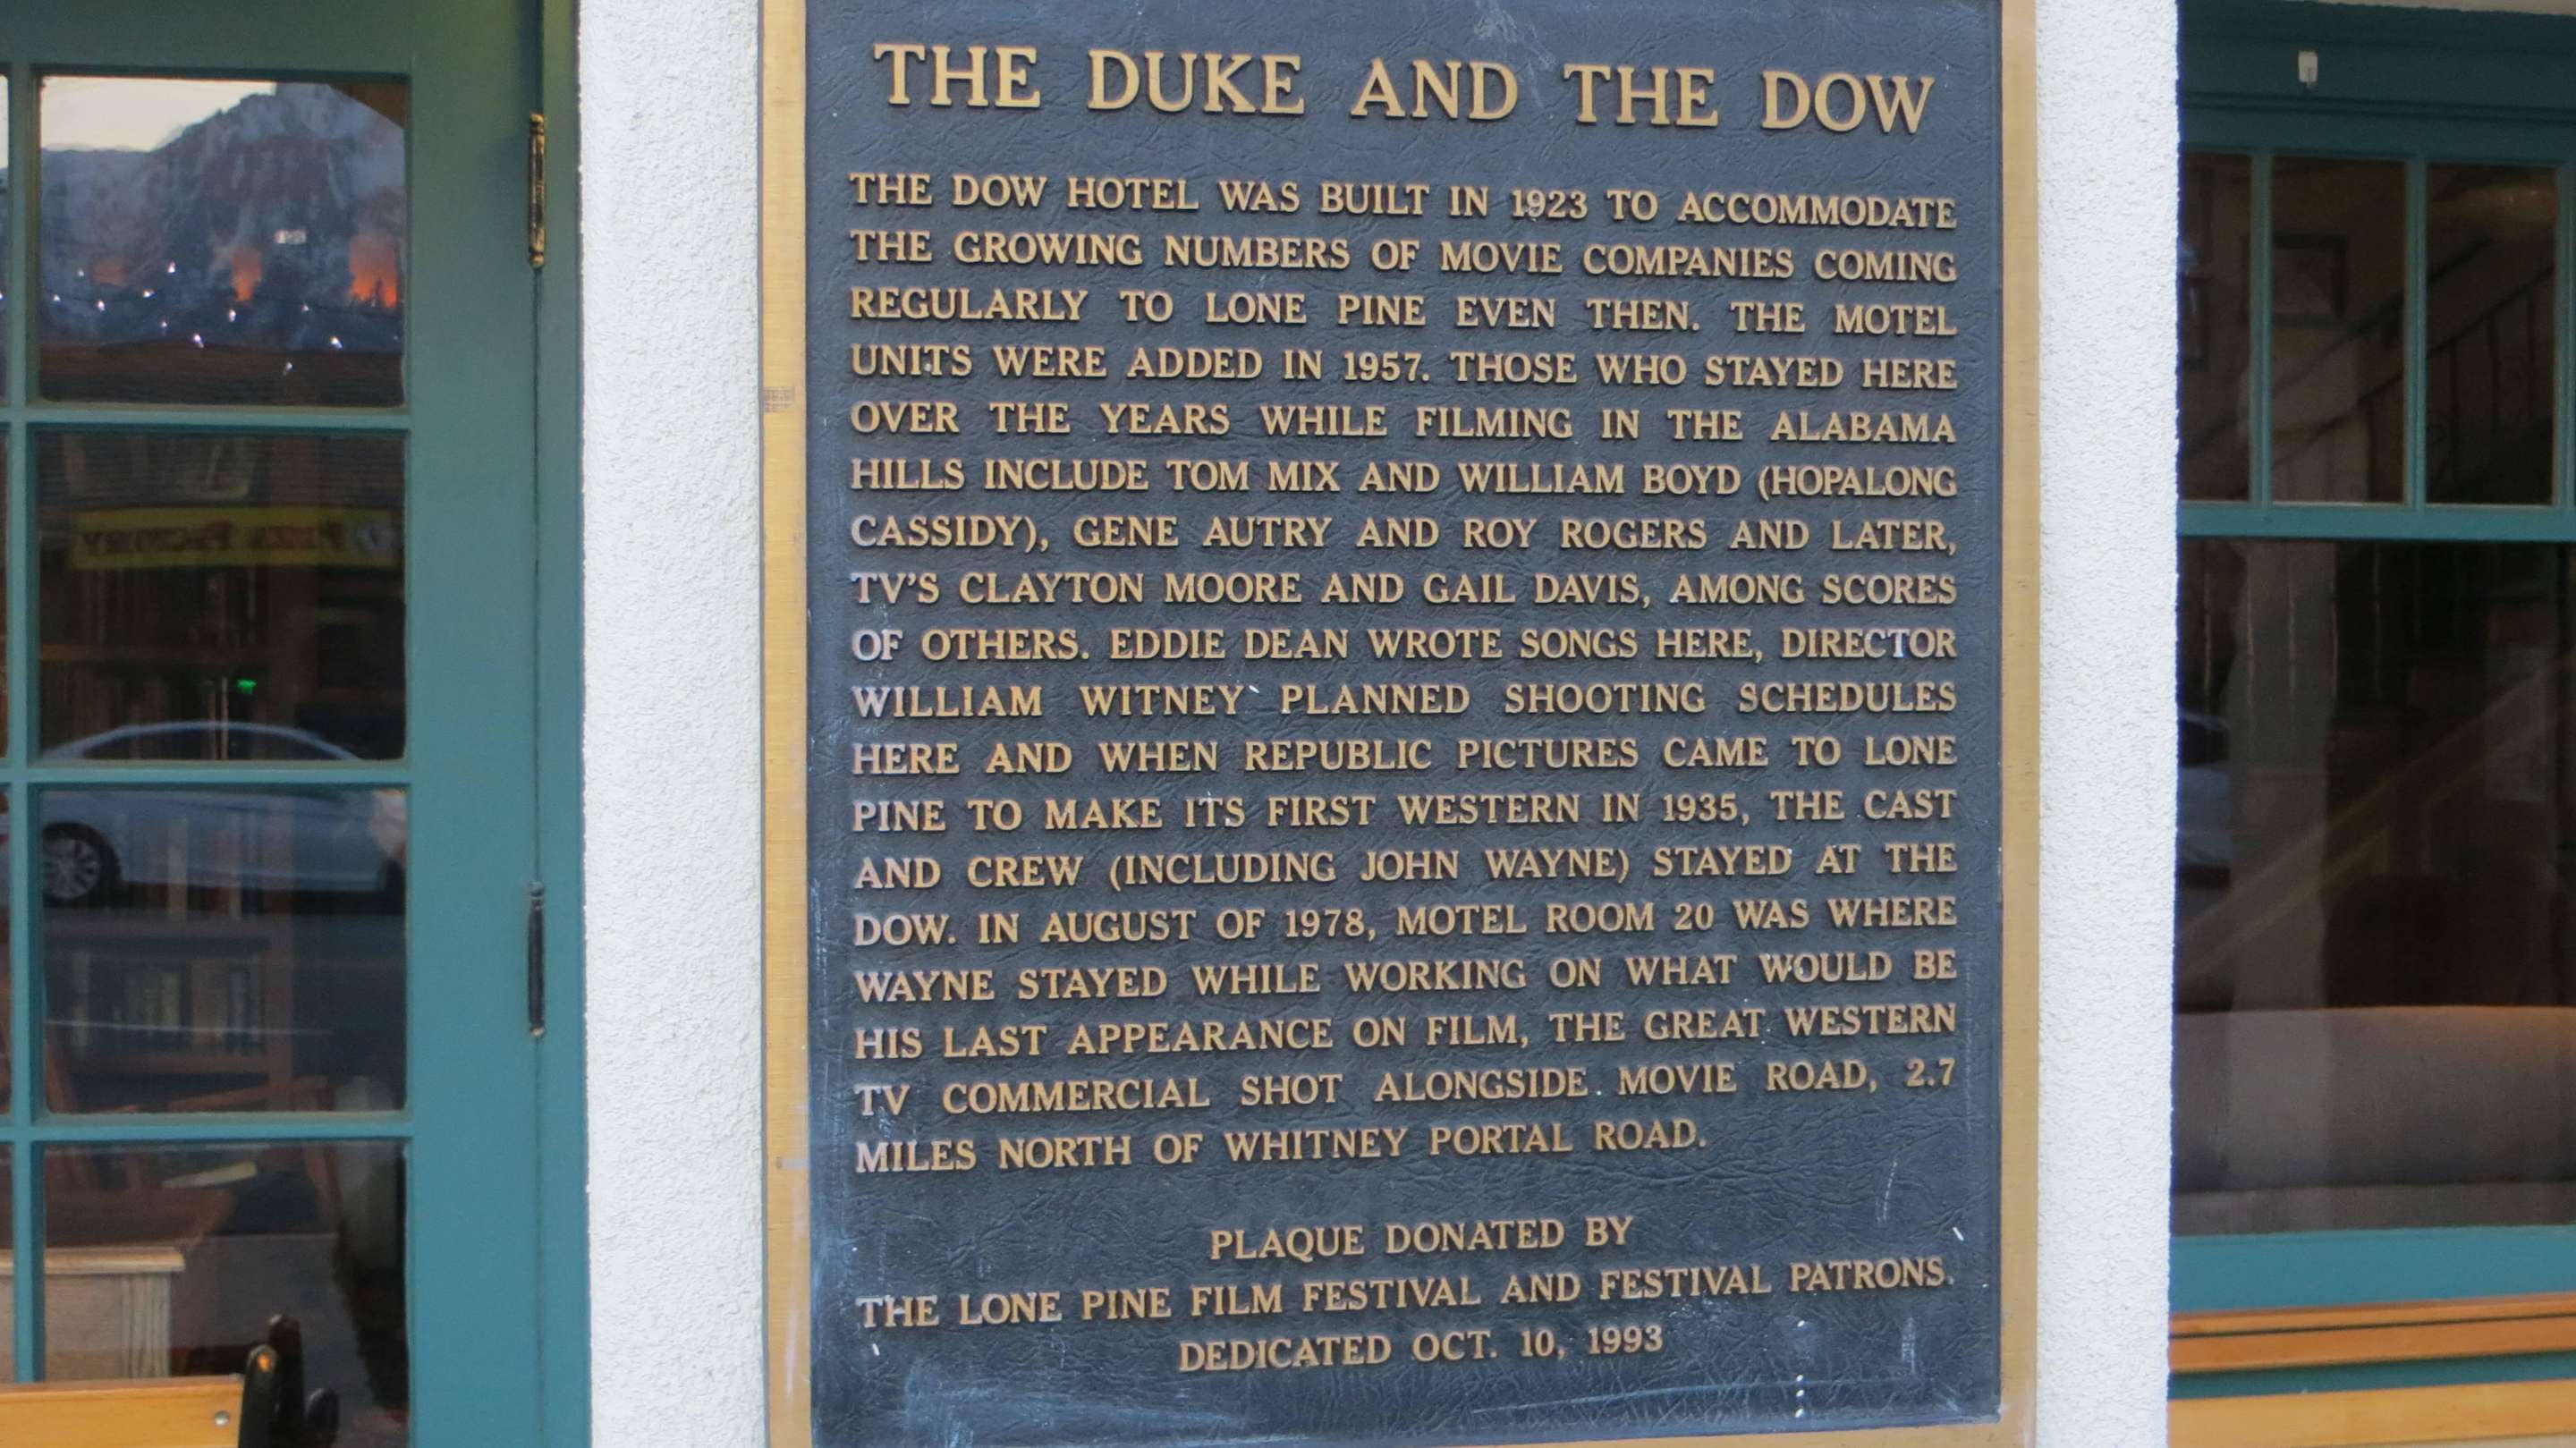 THE DUKE AND THE DOW
THE DOW HOTEL WAS BUILT IN 1923 TO ACCOMMODATE
THE GROWING NUMBERS OF MOVIE COMPANIES COMING
REGULARLY TO LONE PINE EVEN THEN. THE MOTEL
UNITS WERE ADDED IN 1957. THOSE WHO STAYED HERE
OVER THE YEARS WHILE FILMING IN THE ALABAMA
HILLS INCLUDE TOM MIX AND WILLIAM BOYD (HOPALONG
CASSIDY), GENE AUTRY AND ROY ROGERS AND LATER,
TV'S CLAYTON MOORE AND GAIL DAVIS, AMONG SCORES
OF OTHERS. EDDIE DEAN WROTE SONGS HERE, DIRECTOR
WILLIAM WITNEY PLANNED SHOOTING SCHEDULES
HERE AND WHEN REPUBLIC PICTURES CAME TO LONE
PINE TO MAKE ITS FIRST WESTERN IN 1935, THE CAST
AND CREW (INCLUDING JOHN WAYNE) STAYED AT THE
DOW. IN AUGUST OF 1978, MOTEL ROOM 20 WAS WHERE
WAYNE STAYED WHILE WORKING ON WHAT WOULD BE
HIS LAST APPEARANCE ON FILM, THE GREAT WESTERN
TV COMMERCIAL SHOT ALONGSIDE MOVIE ROAD, 2.7
MILES NORTH OF WHITNEY PORTAL ROAD.
PLAQUE DONATED BY
THE LONE PINE FILM FESTIVAL AND FESTIVAL PATRONS.
DEDICATED OCT. 10, 1993